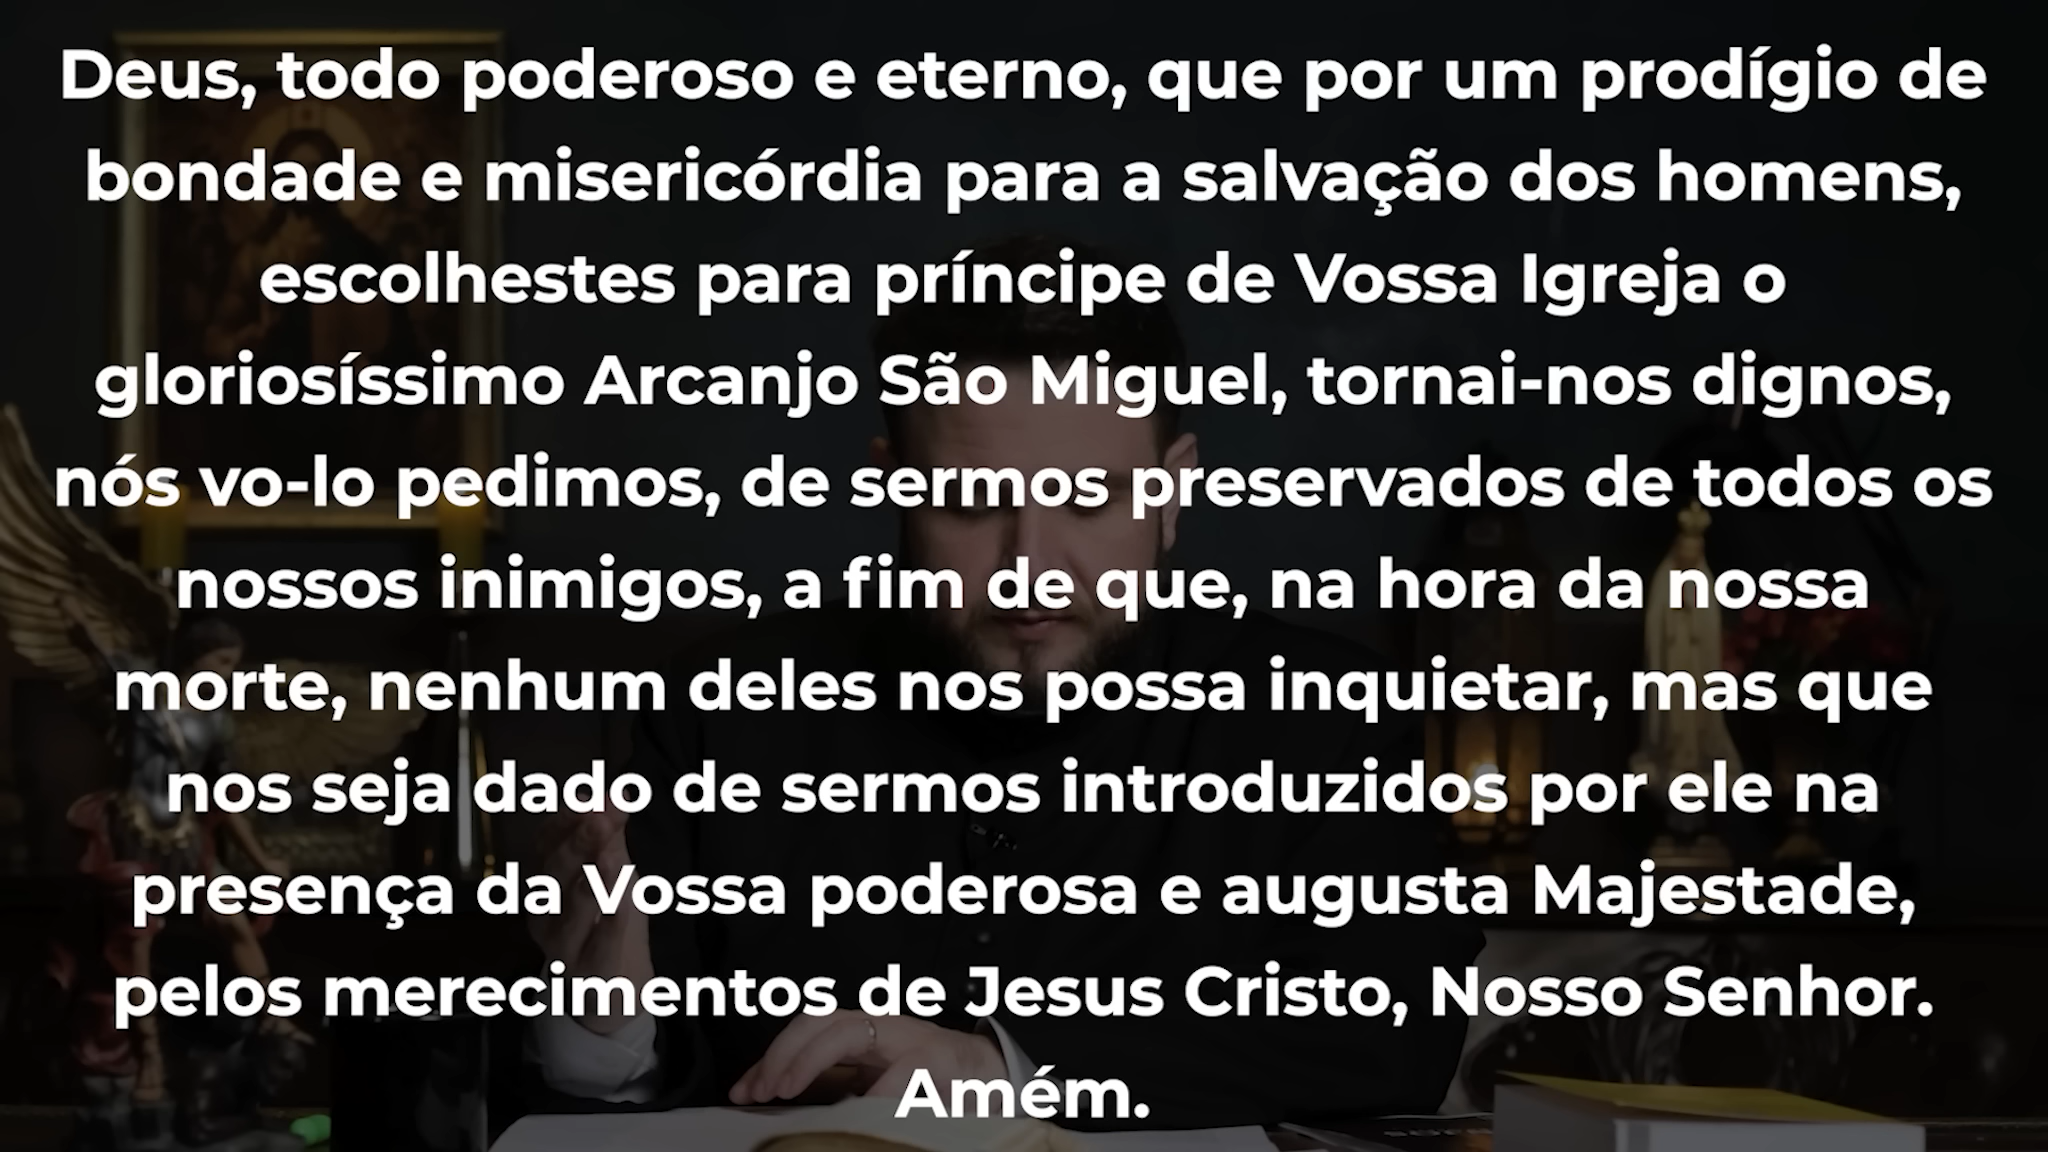 Deus, todo poderoso e eterno, que por um prodígio de
bondade e misericórdia para a salvação dos homens,
escolhestes para príncipe de Vossa Igreja o
gloriosíssimo Arcanjo São Miguel, tornai-nos dignos,
nós vo-lo pedimos, de sermos preservados de todos os
nossos inimigos, a fim de que, na hora da nossa
morte, nenhum deles nos possa inquietar, mas que
nos seja dado de sermos introduzidos por ele na
presença da Vossa poderosa e augusta Majestade,
pelos merecimentos de Jesus Cristo, Nosso Senhor.
Amém.